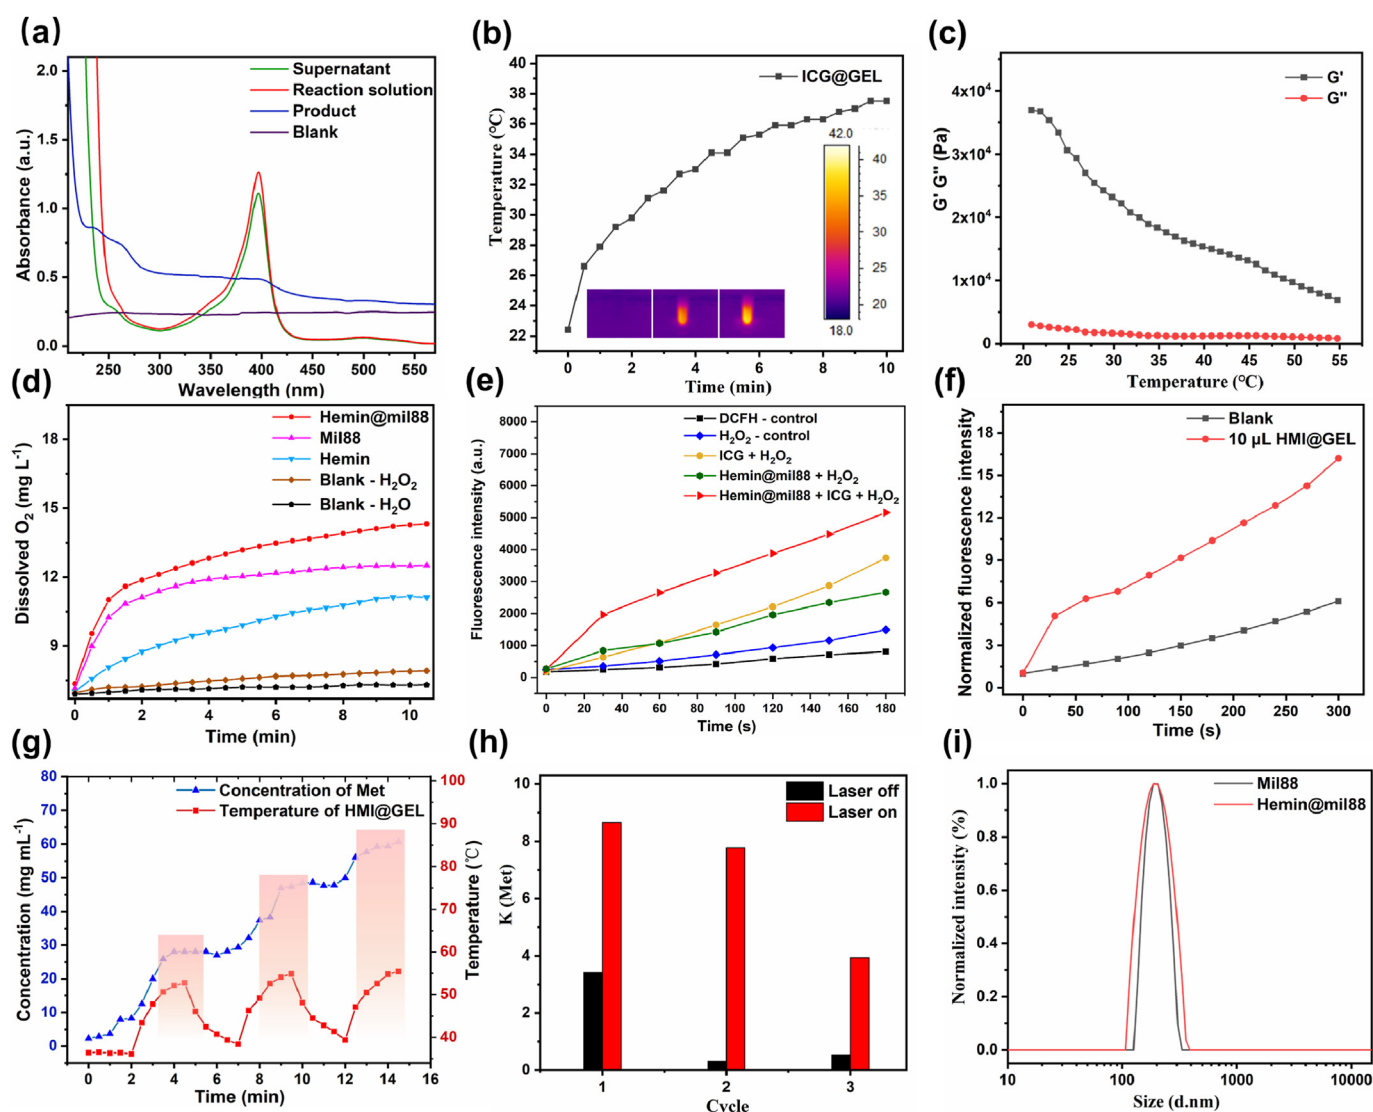 (a)
2.0
1.5
1.0
0.5
0.0
Absorbance (a.u.)
Supernatant
Reaction solution
Product
Blank
250 300 350 400 450 500 550
Wavelength (nm)
(b)
38
36
34
32
30
28
26
24
22
Temperature (℃)
ICG@GEL
42.0
40
35
30
25
20
18.0
0 2 4 6 8 10
Time (min)
(c)
4x10⁴
3x10⁴
2x10⁴
1x10⁴
0
G' G" (Pa)
G'
G"
20 25 30 35 40 45 50 55
Temperature (℃)
(d)
18
15
12
9
Dissolved O₂ (mg L⁻¹)
Hemin@mil88
Mil88
Hemin
Blank - H₂O₂
Blank - H₂O
0 2 4 6 8 10
Time (min)
(e)
8000
7000
6000
5000
4000
3000
2000
1000
0
Fluorescence intensity (a.u.)
DCFH - control
H₂O₂ - control
ICG + H₂O₂
Hemin@mil88 + H₂O₂
Hemin@mil88 + ICG + H₂O₂
0 20 40 60 80 100 120 140 160 180
Time (s)
(f)
18
15
12
9
6
3
0
Normalized fluorescence intensity
Blank
10 μL HMI@GEL
0 50 100 150 200 250 300
Time (s)
(g)
80
70
60
50
40
30
20
10
0
Concentration (mg mL⁻¹)
Concentration of Met
Temperature of HMI@GEL
100
90
80
70
60
50
40
Temperature (℃)
0 2 4 6 8 10 12 14 16
Time (min)
(h)
10
8
6
4
2
0
K (Met)
Laser off
Laser on
1 2 3
Cycle
(i)
1.0
0.8
0.6
0.4
0.2
0.0
Normalized intensity (%)
Mil88
Hemin@mil88
10 100 1000 10000
Size (d.nm)